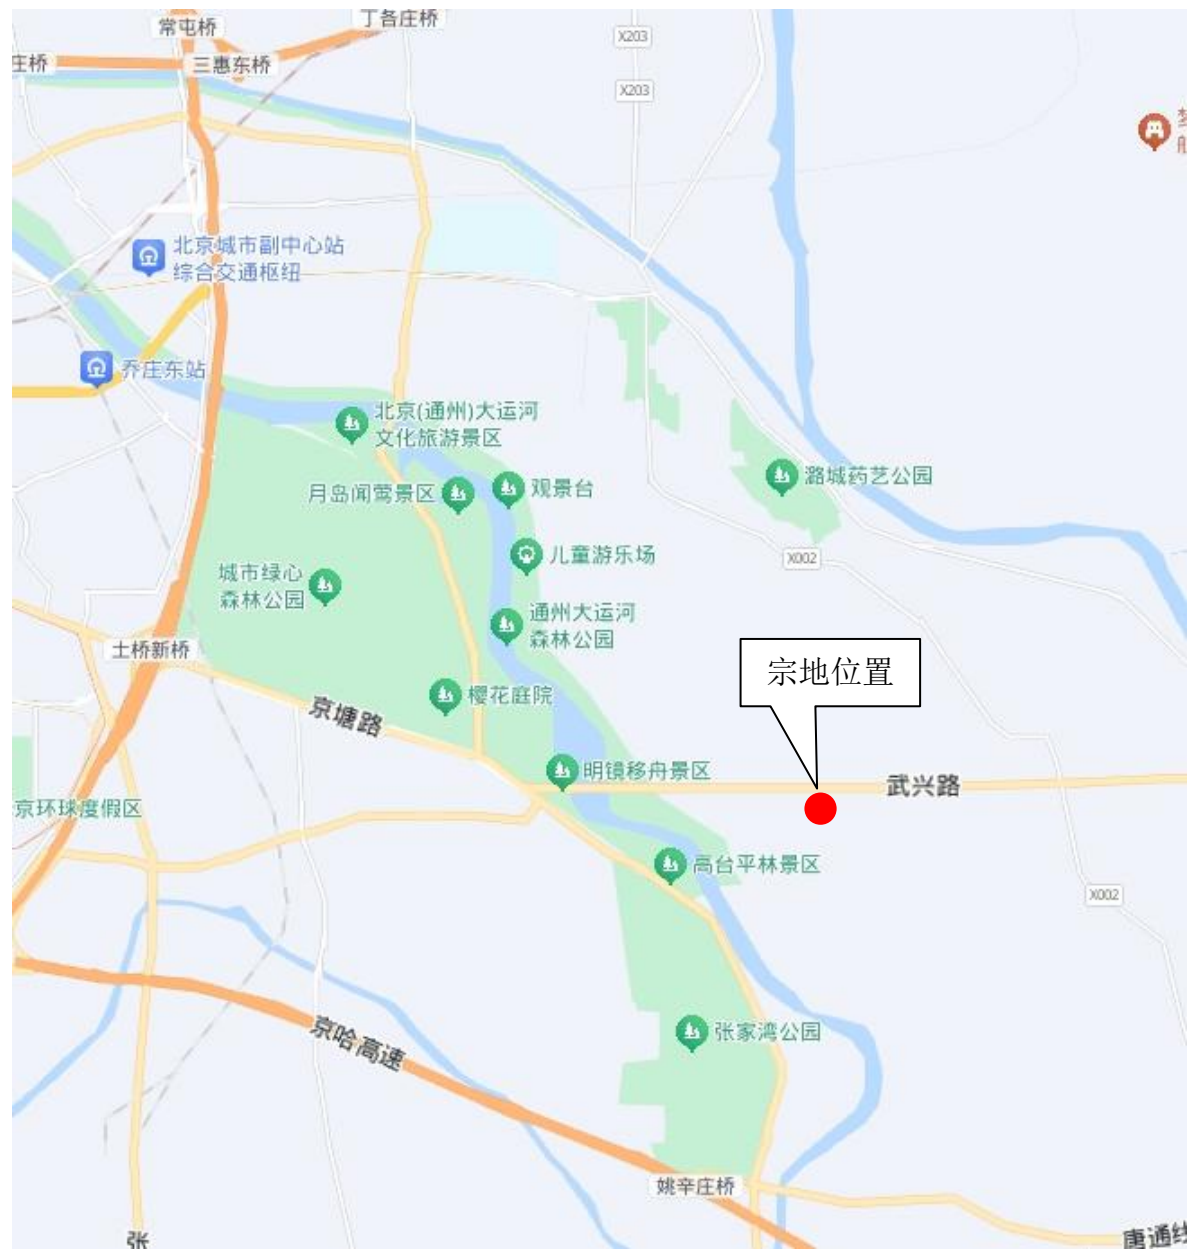 丁各庄桥
常屯桥
X203
庄桥
三惠东桥
X203
北京城市副中心站
综合交通枢纽
乔庄东站
北京(通州)大运河
文化旅游景区
月岛闻莺景区
观景台
潞城药艺公园
儿童游乐场
X002
城市绿心
森林公园
通州大运河
森林公园
土桥新桥
宗地位置
樱花庭院
京塘路
明镜移舟景区
武兴路
京环球度假区
高台平林景区
X002
京哈高速
张家湾公园
姚辛庄桥
张
唐通线